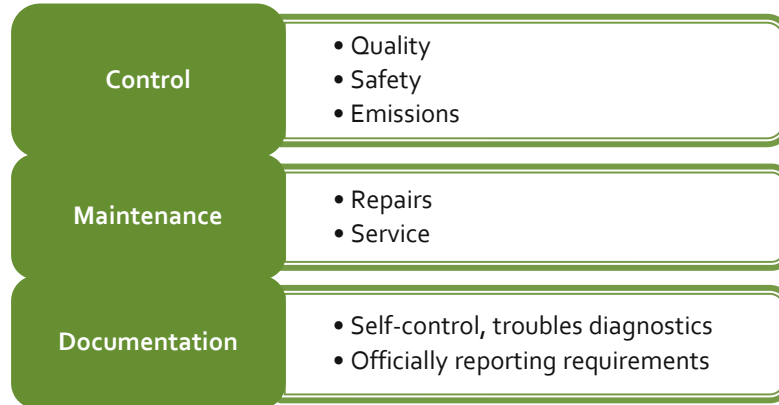 Control
• Quality
• Safety
• Emissions
Maintenance
• Repairs
• Service
Documentation
• Self-control, troubles diagnostics
• Officially reporting requirements